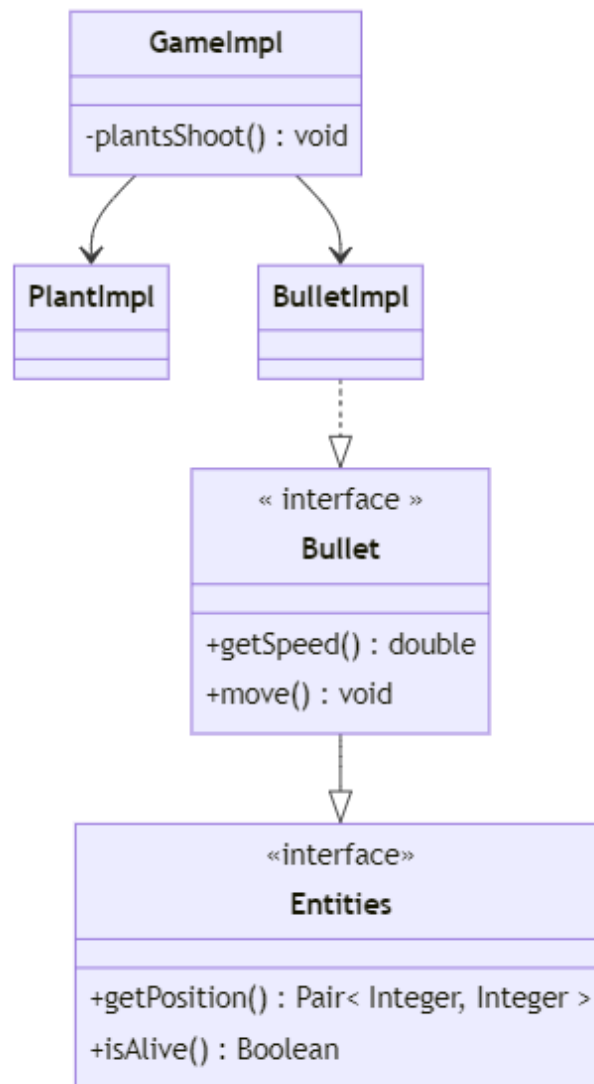 GameImpl
-plantsShoot() : void
PlantImpl
BulletImpl
« interface »
Bullet
+getSpeed() : double
+move() : void
«interface»
Entities
+getPosition() : Pair< Integer, Integer >
+isAlive() : Boolean